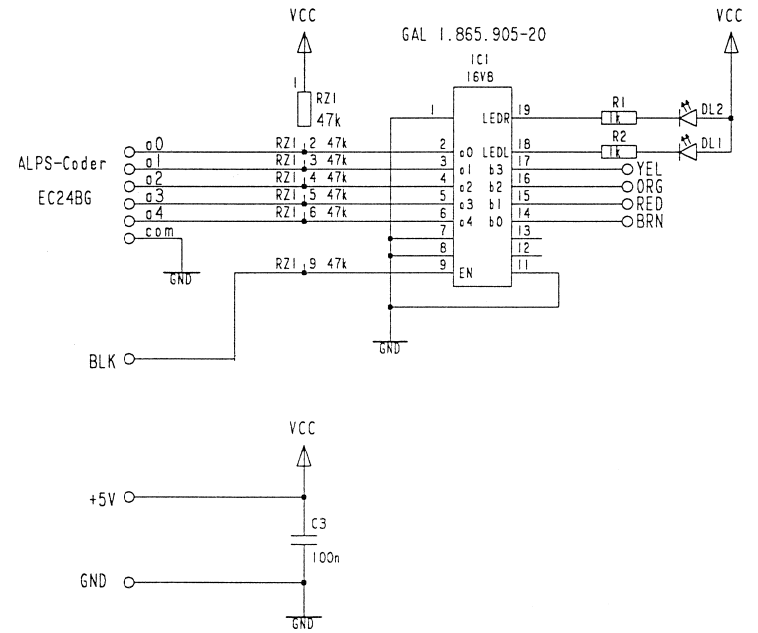 VCC
VCC
GAL 1.865.905-20
IC1
16V8
1
RZ1
47k
1
LEDR
19
R1
1k
DL2
a0
RZ1 2 47k
2
a0
LEDL
18
R2
1k
DL1
ALPS-Coder
a1
RZ1 3 47k
3
a1
b3
17
YEL
a2
RZ1 4 47k
4
a2
b2
16
ORG
EC24BG
a3
RZ1 5 47k
5
a3
b1
15
RED
a4
RZ1 6 47k
6
a4
b0
14
BRN
com
7
13
8
12
GND
RZ1 9 47k
9
EN
11
GND
BLK
VCC
+5V
C3
100n
GND
GND